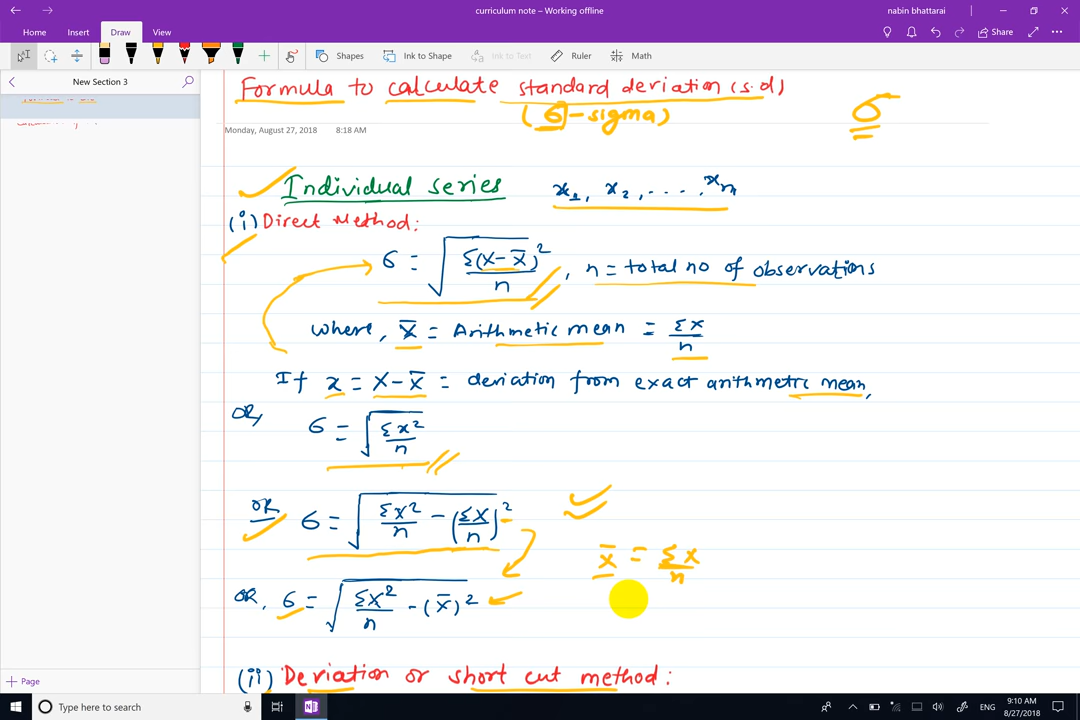 curriculum note – Working offline
nabin bhattarai
Home Insert Draw View
Share
Shapes Ink to Shape Ink to Text Ruler Math
New Section 3
Formula to calculate standard deviation (s.d)
(σ - sigma)
σ
Monday, August 27, 2018 8:18 AM
Individual series x₁, x₂, ..... xₙ
(i) Direct Method:
σ = √(Σ(X-X̄)²/n), n = total no of observations
where, X̄ = Arithmetic mean = ΣX/n
If x = X-X̄ = deviation from exact arithmetic mean,
OR, σ = √(Σx²/n)
OR σ = √(ΣX²/n - (ΣX/n)²)
X̄ = ΣX/n
OR, σ = √(ΣX²/n - (X̄)²)
(ii) Deviation or short cut method:
+ Page
Type here to search
ENG
9:10 AM
8/27/2018